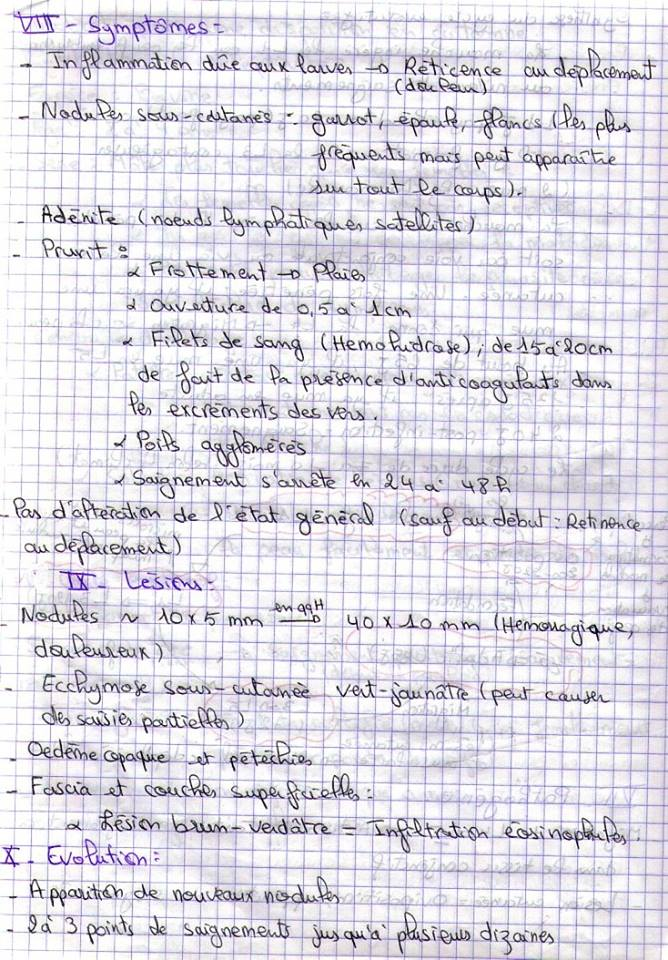 VIII - Symptômes =
- Inflammation dûe aux larves → Réticence au déplacement
(douleur)
- Nodules sous-cutanés : garrot, épaule, flancs (les plus
fréquents mais peut apparaître
sur tout le corps).
- Adénite (noeuds lymphatiques satellites)
- Prurit :
α Frottement → Plaies
α Ouverture de 0,5 à 1cm
α Filets de sang (Hemohidrose), de 15 à 20cm
de fait de la présence d'anticoagulants dans
les excréments des vers.
α Poils agglomérés
α Saignement s'arrête en 24 à 48h
- Pas d'altération de l'état général (sauf au début : Retinence
au déplacement)
IX - Lésions =
- Nodules ~ 10 x 5 mm en qq H → 40 x 10 mm (Hemorragique,
douloureux)
- Ecchymose sous-cutanée vert-jaunâtre (peut causer
des saisies partielles)
- Oedème opaque et pétéchies
- Fascia et couches superficielles :
α Lésion brun-verdâtre = Infiltration éosinophiles.
X - Evolution =
- Apparition de nouveaux nodules
- 2 à 3 points de saignements jusqu'à plusieurs dizaines